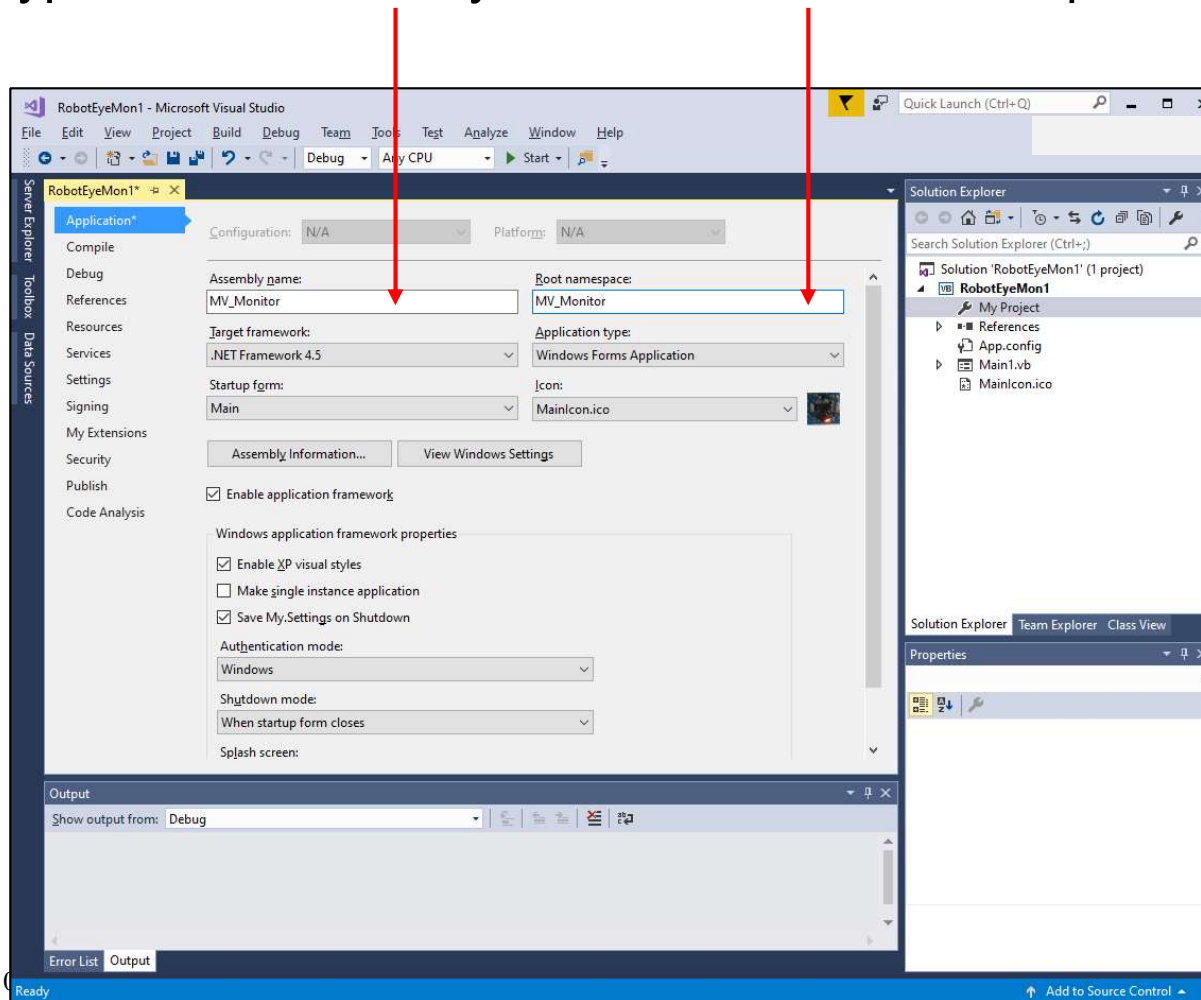 RobotEyeMon1 - Microsoft Visual Studio
Quick Launch (Ctrl+Q)
File Edit View Project Build Debug Team Tools Test Analyze Window Help
Debug Any CPU Start
Server Explorer
Toolbox
Data Sources
RobotEyeMon1*
Application*
Compile
Debug
References
Resources
Services
Settings
Signing
My Extensions
Security
Publish
Code Analysis
Configuration: N/A Platform: N/A
Assembly name: Root namespace:
MV_Monitor MV_Monitor
Target framework: Application type:
.NET Framework 4.5 Windows Forms Application
Startup form: Icon:
Main MainIcon.ico
Assembly Information... View Windows Settings
Enable application framework
Windows application framework properties
Enable XP visual styles
Make single instance application
Save My.Settings on Shutdown
Authentication mode:
Windows
Shutdown mode:
When startup form closes
Splash screen:
Output
Show output from: Debug
Error List Output
Solution Explorer
Search Solution Explorer (Ctrl+;)
Solution 'RobotEyeMon1' (1 project)
VB RobotEyeMon1
My Project
References
App.config
Main1.vb
MainIcon.ico
Solution Explorer Team Explorer Class View
Properties
Ready Add to Source Control